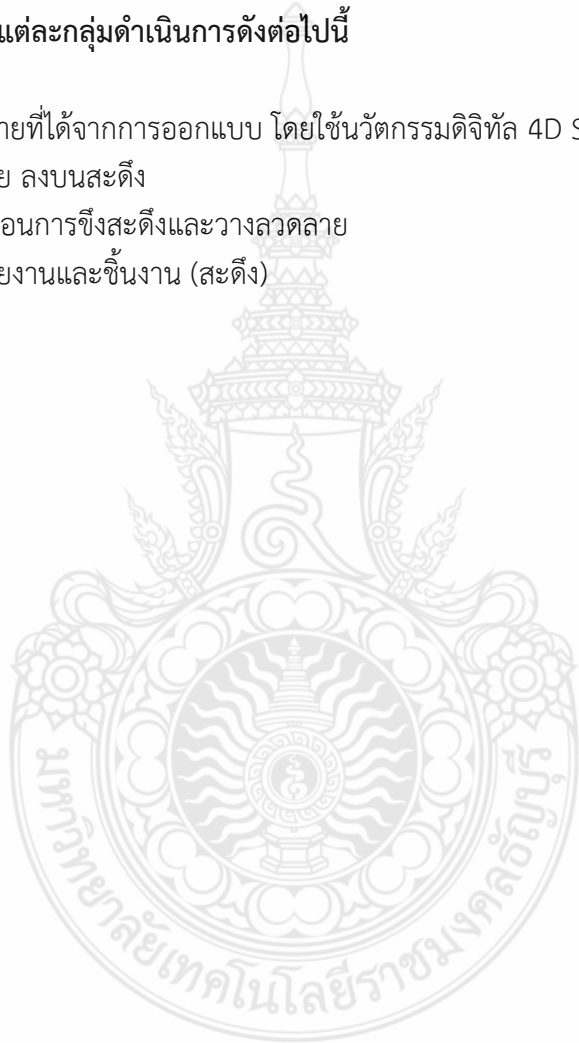 แต่ละกลุ่มดำเนินการดังต่อไปนี้
ายที่ได้จากการออกแบบ โดยใช้นวัตกรรมดิจิทัล 4D S
ย ลงบนสะดึง
อนการขึงสะดึงและวางลวดลาย
ยงานและชิ้นงาน (สะดึง)
มหาวิทยาลัยเทคโนโลยีราชมงคลธัญบุรี